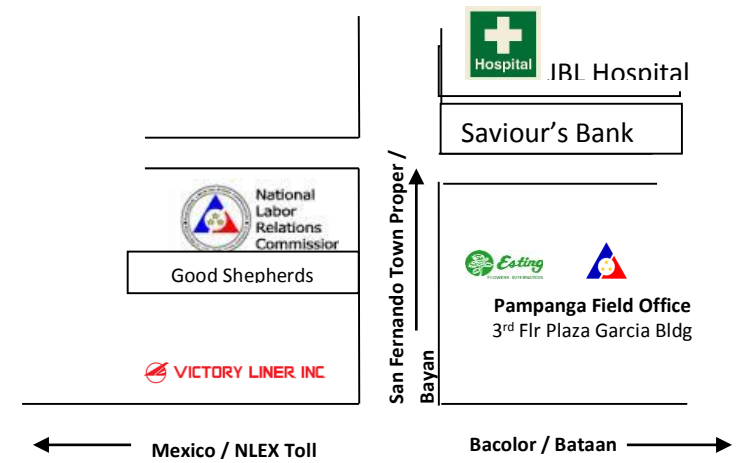 Hospital
JBL Hospital
Saviour's Bank
National
Labor
Relations
Commission
Good Shepherds
San Fernando Town Proper /
Bayan
Esting
Pampanga Field Office
3rd Flr Plaza Garcia Bldg
VICTORY LINER INC
Mexico / NLEX Toll
Bacolor / Bataan